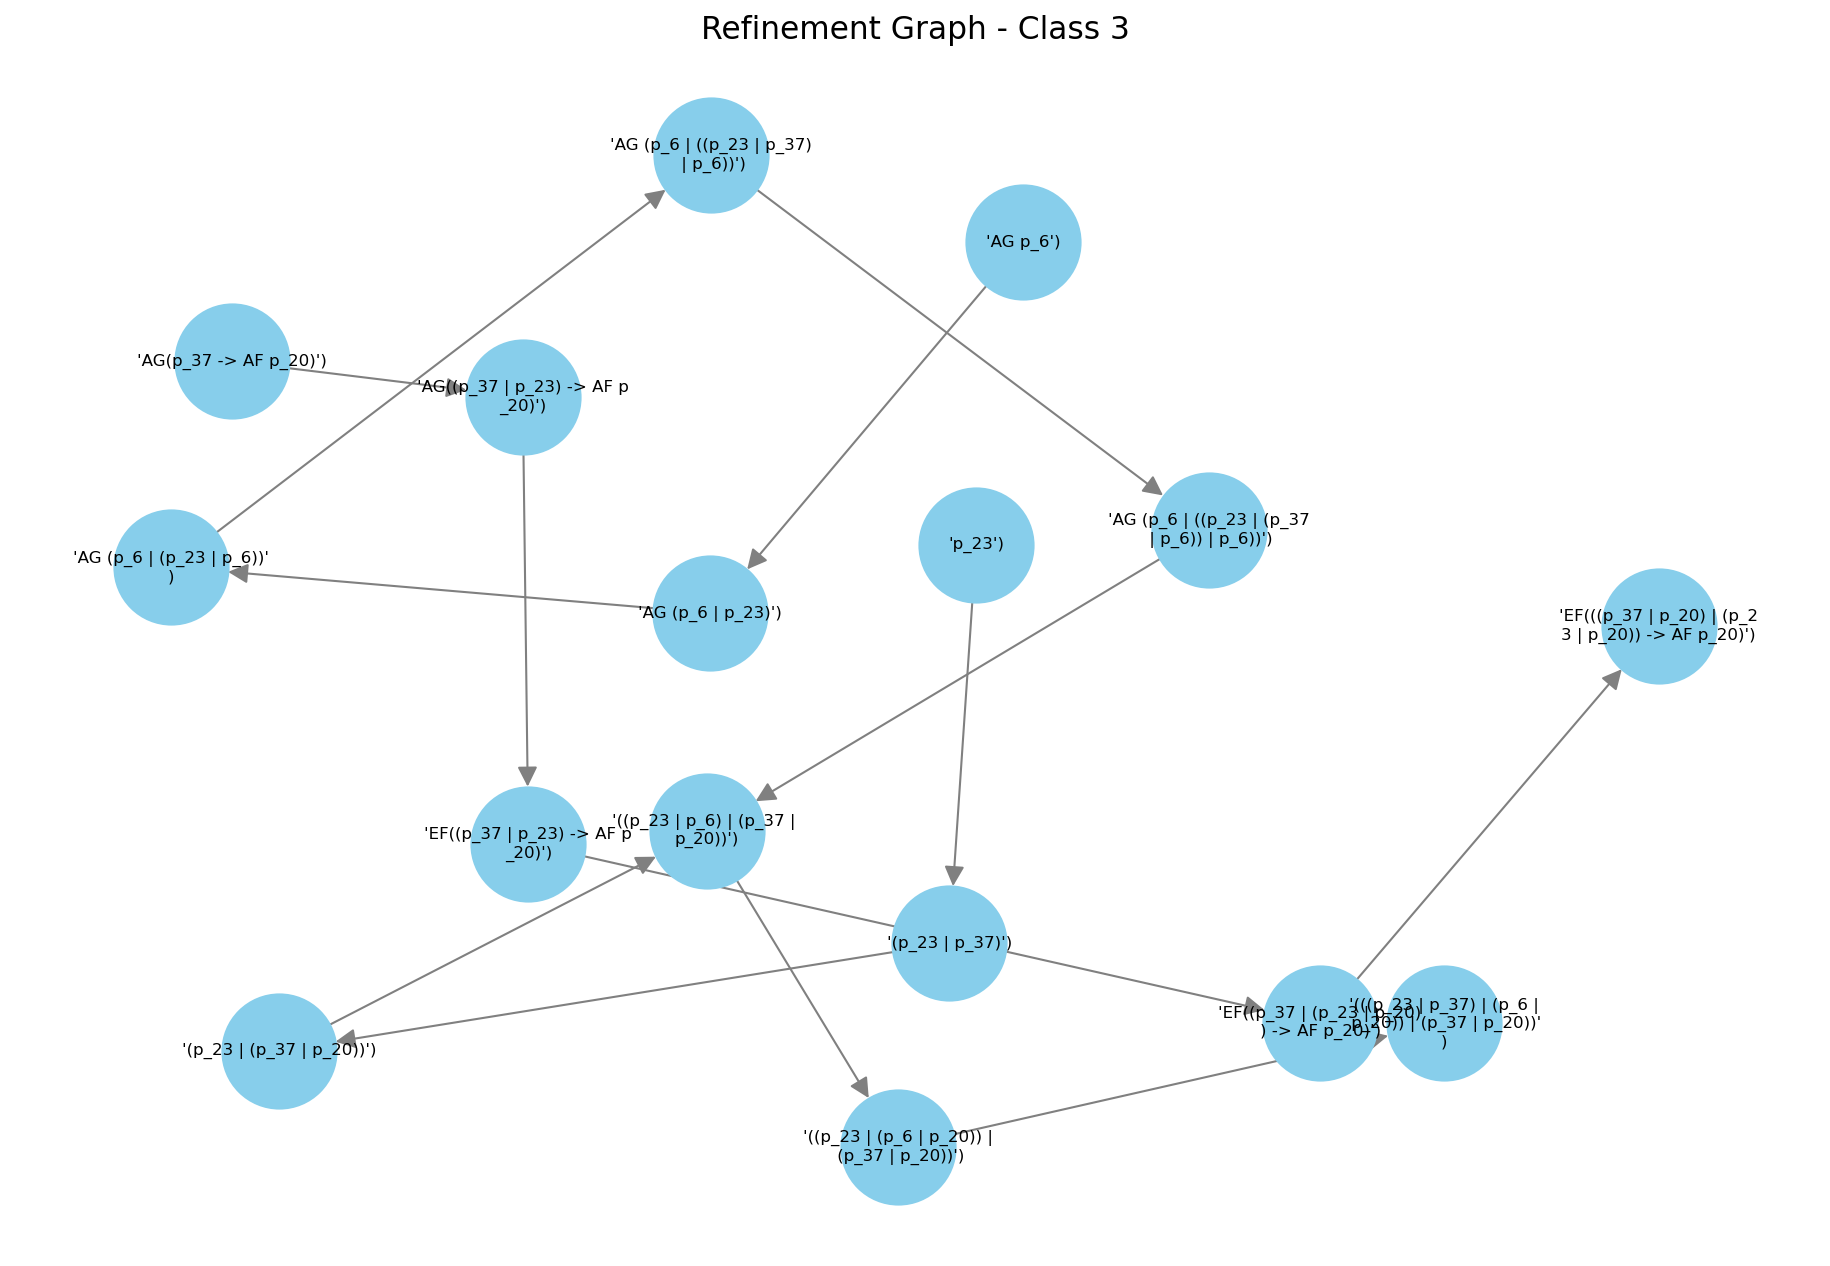 Refinement Graph - Class 3
'AG (p_6 | ((p_23 | p_37)
| p_6))')
'AG p_6')
'AG(p_37 -> AF p_20)')
'AG((p_37 | p_23) -> AF p
_20)')
'AG (p_6 | ((p_23 | (p_37
| p_6)) | p_6))')
'p_23')
'AG (p_6 | (p_23 | p_6))'
)
'AG (p_6 | p_23)')
'EF(((p_37 | p_20) | (p_2
3 | p_20)) -> AF p_20)')
'EF((p_37 | p_23) -> AF p
_20)')
'((p_23 | p_6) | (p_37 |
p_20))')
'(p_23 | p_37)')
'EF((p_37 | (p_23 | p_20)
) -> AF p_20)')
'(((p_23 | p_37) | (p_6 |
p_20)) | (p_37 | p_20))'
)
'(p_23 | (p_37 | p_20))')
'((p_23 | (p_6 | p_20)) |
(p_37 | p_20))')